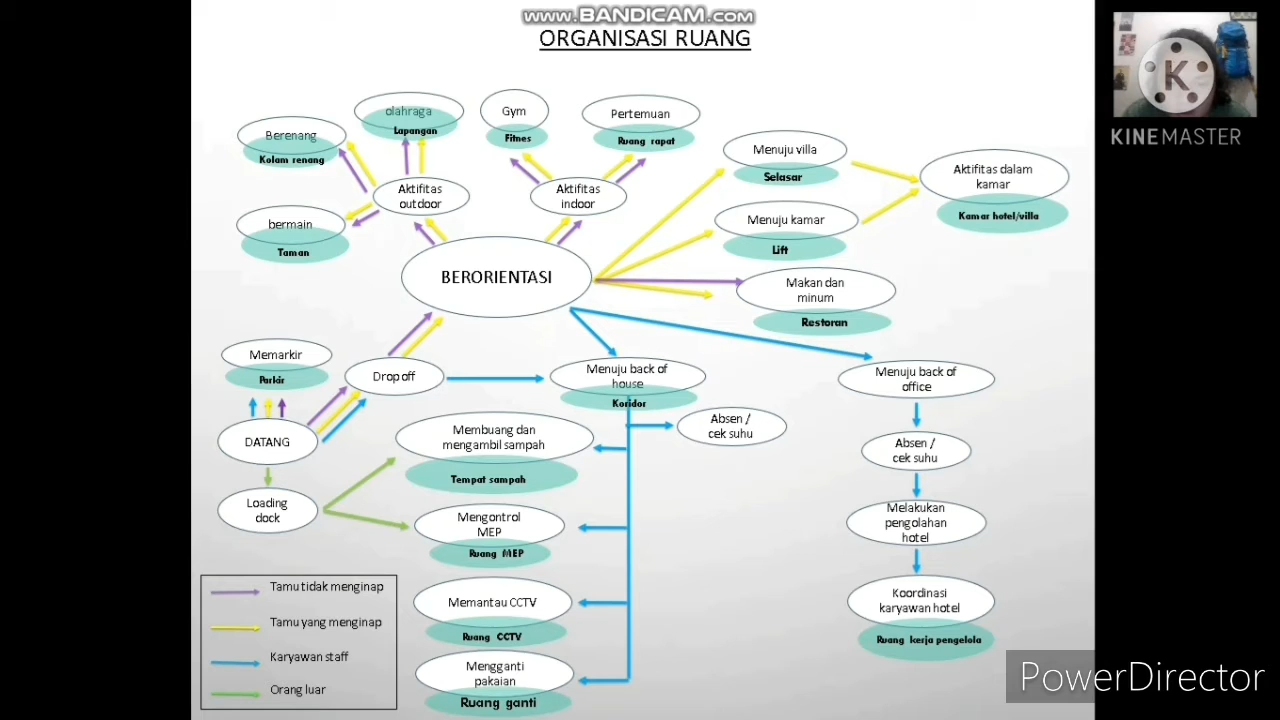 www.BANDICAM.com
ORGANISASI RUANG
K
KINEMASTER
Berenang
Kolam renang
olahraga
Lapangan
Gym
Fitnes
Pertemuan
Ruang rapat
Menuju villa
Selasar
Aktifitas dalam
kamar
Kamar hotel/villa
Aktifitas
outdoor
Aktifitas
indoor
bermain
Taman
Menuju kamar
Lift
BERORIENTASI
Makan dan
minum
Restoran
Memarkir
Parkir
Drop off
Menuju back of
house
Koridor
Menuju back of
office
DATANG
Membuang dan
mengambil sampah
Tempat sampah
Absen /
cek suhu
Absen /
cek suhu
Loading
dock
Mengontrol
MEP
Ruang MEP
Melakukan
pengolahan
hotel
Memantau CCTV
Ruang CCTV
Koordinasi
karyawan hotel
Ruang kerja pengelola
Mengganti
pakaian
Ruang ganti
Tamu tidak menginap
Tamu yang menginap
Karyawan staff
Orang luar
PowerDirector